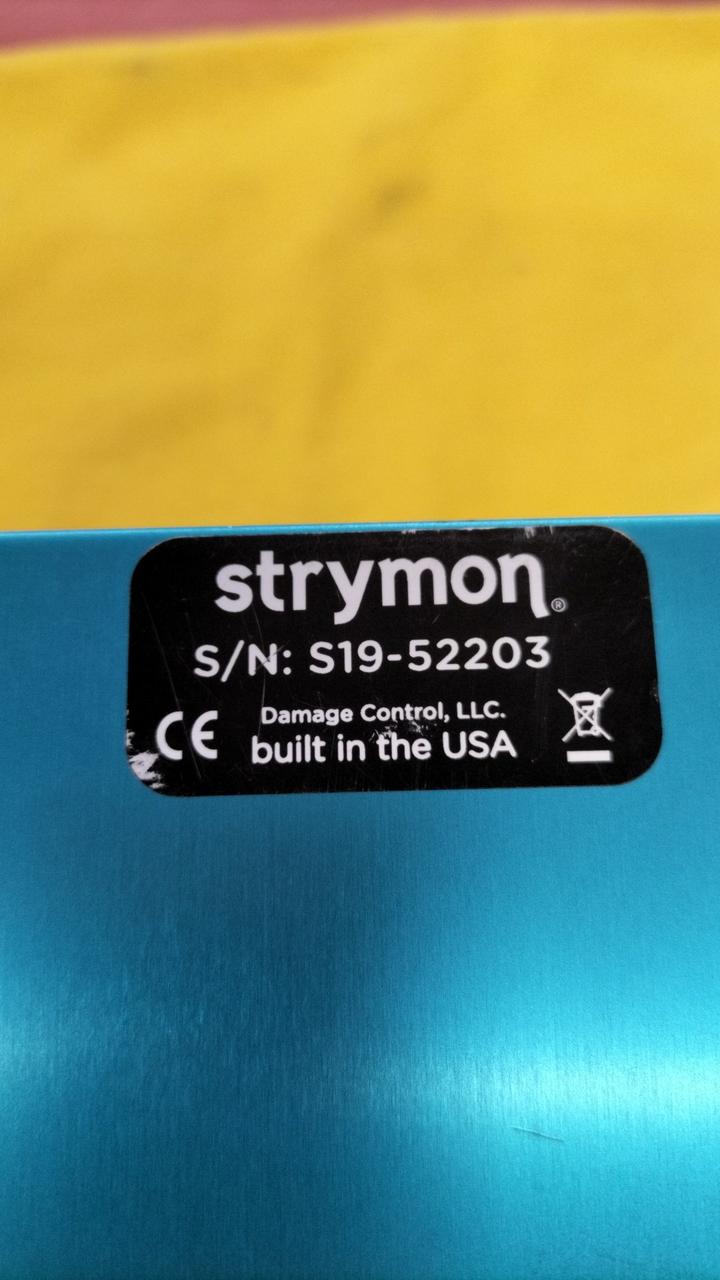 strymon®
S/N: S19-52203
CE
Damage Control, LLC.
built in the USA